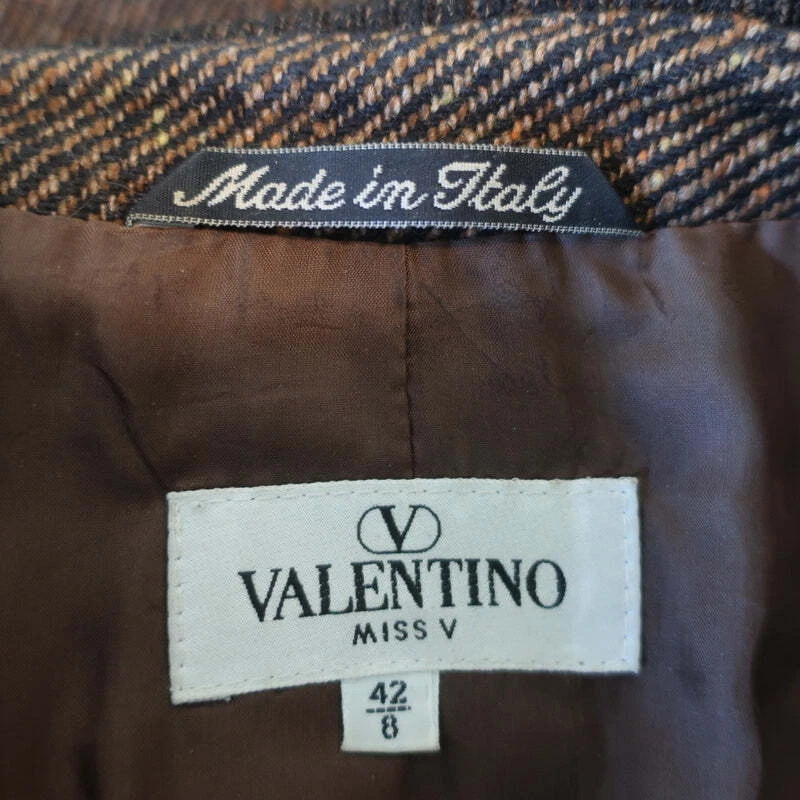 Made in Italy
V
VALENTINO
MISS V
42
8